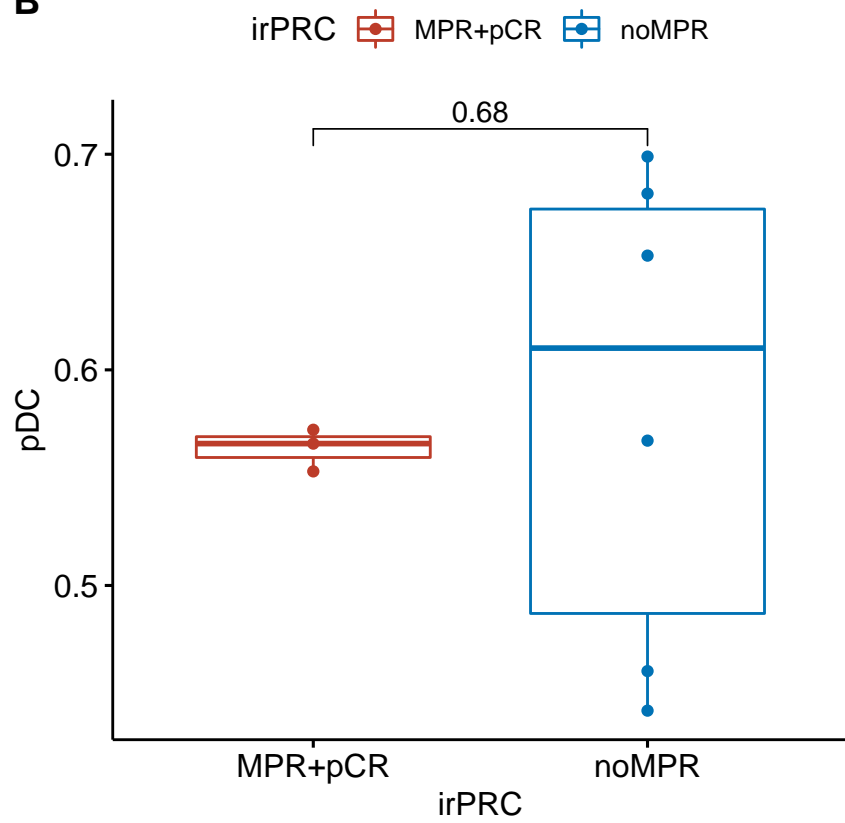 B
irPRC MPR+pCR noMPR
0.68
0.7
0.6
0.5
pDC
MPR+pCR noMPR
irPRC